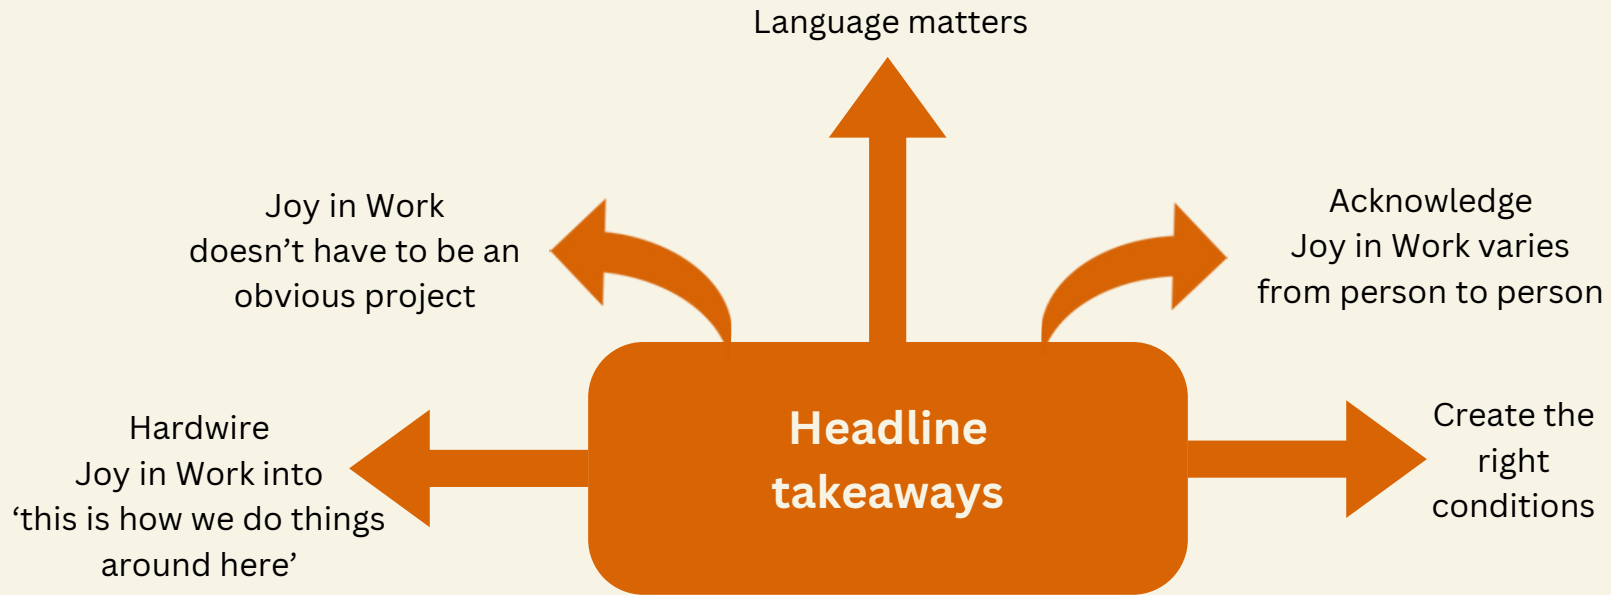 Language matters
Joy in Work
doesn’t have to be an
obvious project
Acknowledge
Joy in Work varies
from person to person
Hardwire
Joy in Work into
‘this is how we do things
around here’
Headline
takeaways
Create the
right
conditions